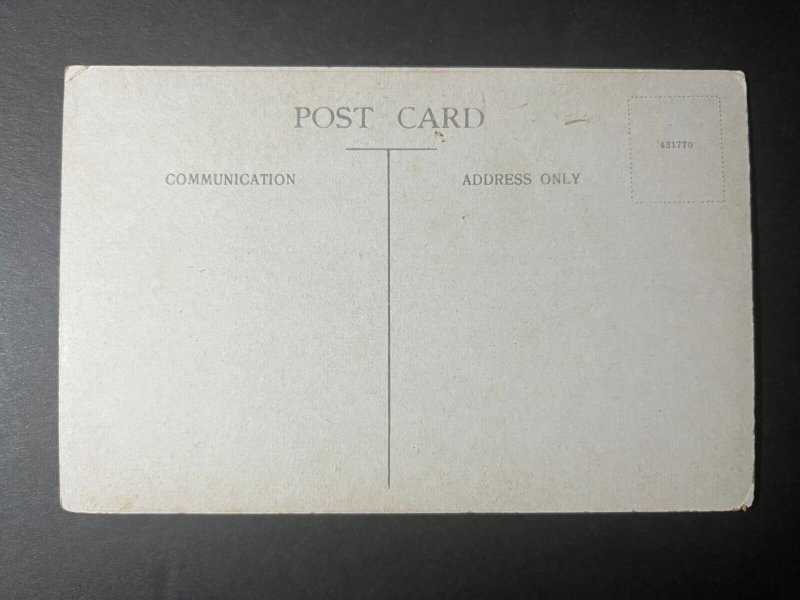 POST CARD
431770
COMMUNICATION
ADDRESS ONLY